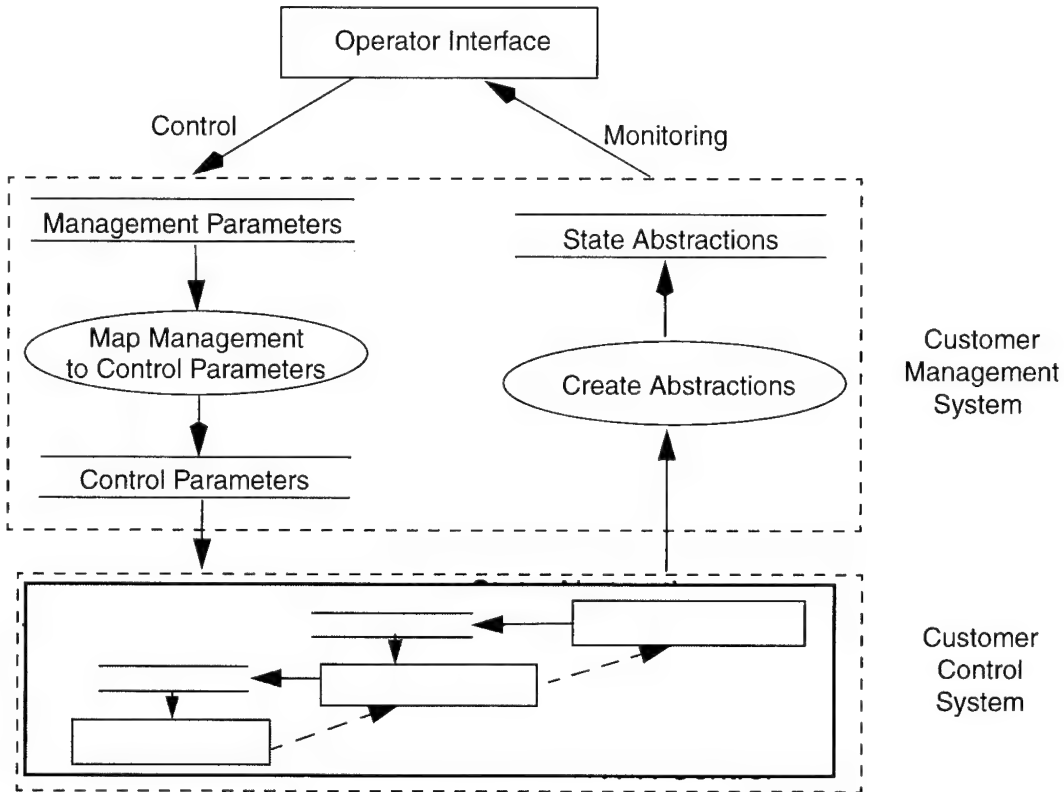 Operator Interface
Control
Monitoring
Management Parameters
State Abstractions
Map Management
to Control Parameters
Create Abstractions
Control Parameters
Customer
Management
System
Customer
Control
System